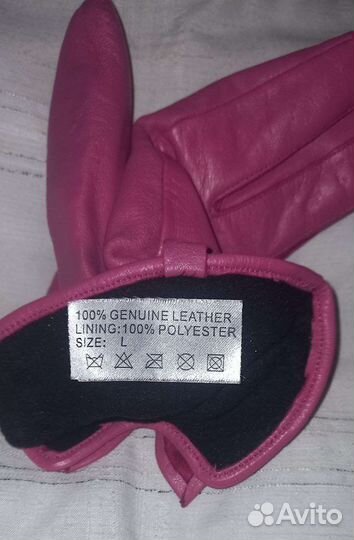 100% GENUINE LEATHER
LINING:100% POLYESTER
SIZE: L
Avito